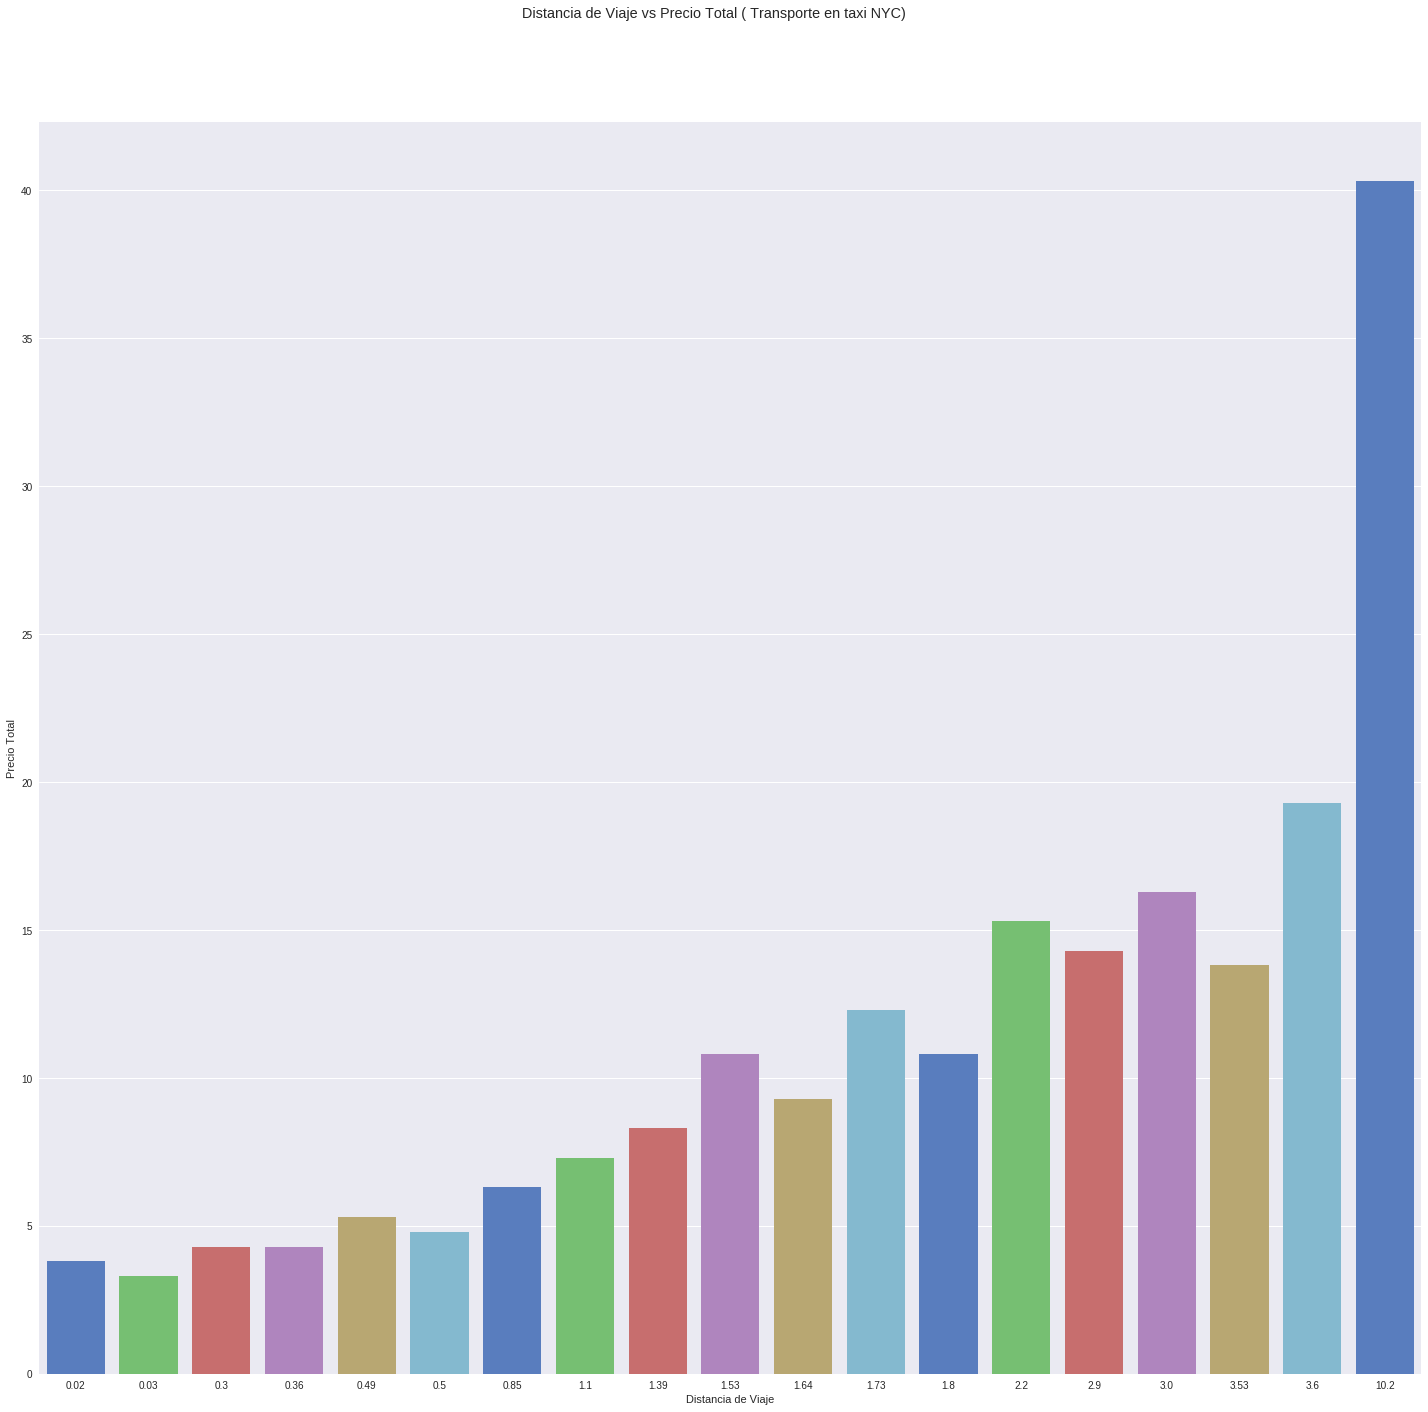 Distancia de Viaje vs Precio Total ( Transporte en taxi NYC)
40
35
30
25
20
15
10
5
0
Precio Total
0.02 0.03 0.3 0.36 0.49 0.5 0.85 1.1 1.39 1.53 1.64 1.73 1.8 2.2 2.9 3.0 3.53 3.6 10.2
Distancia de Viaje